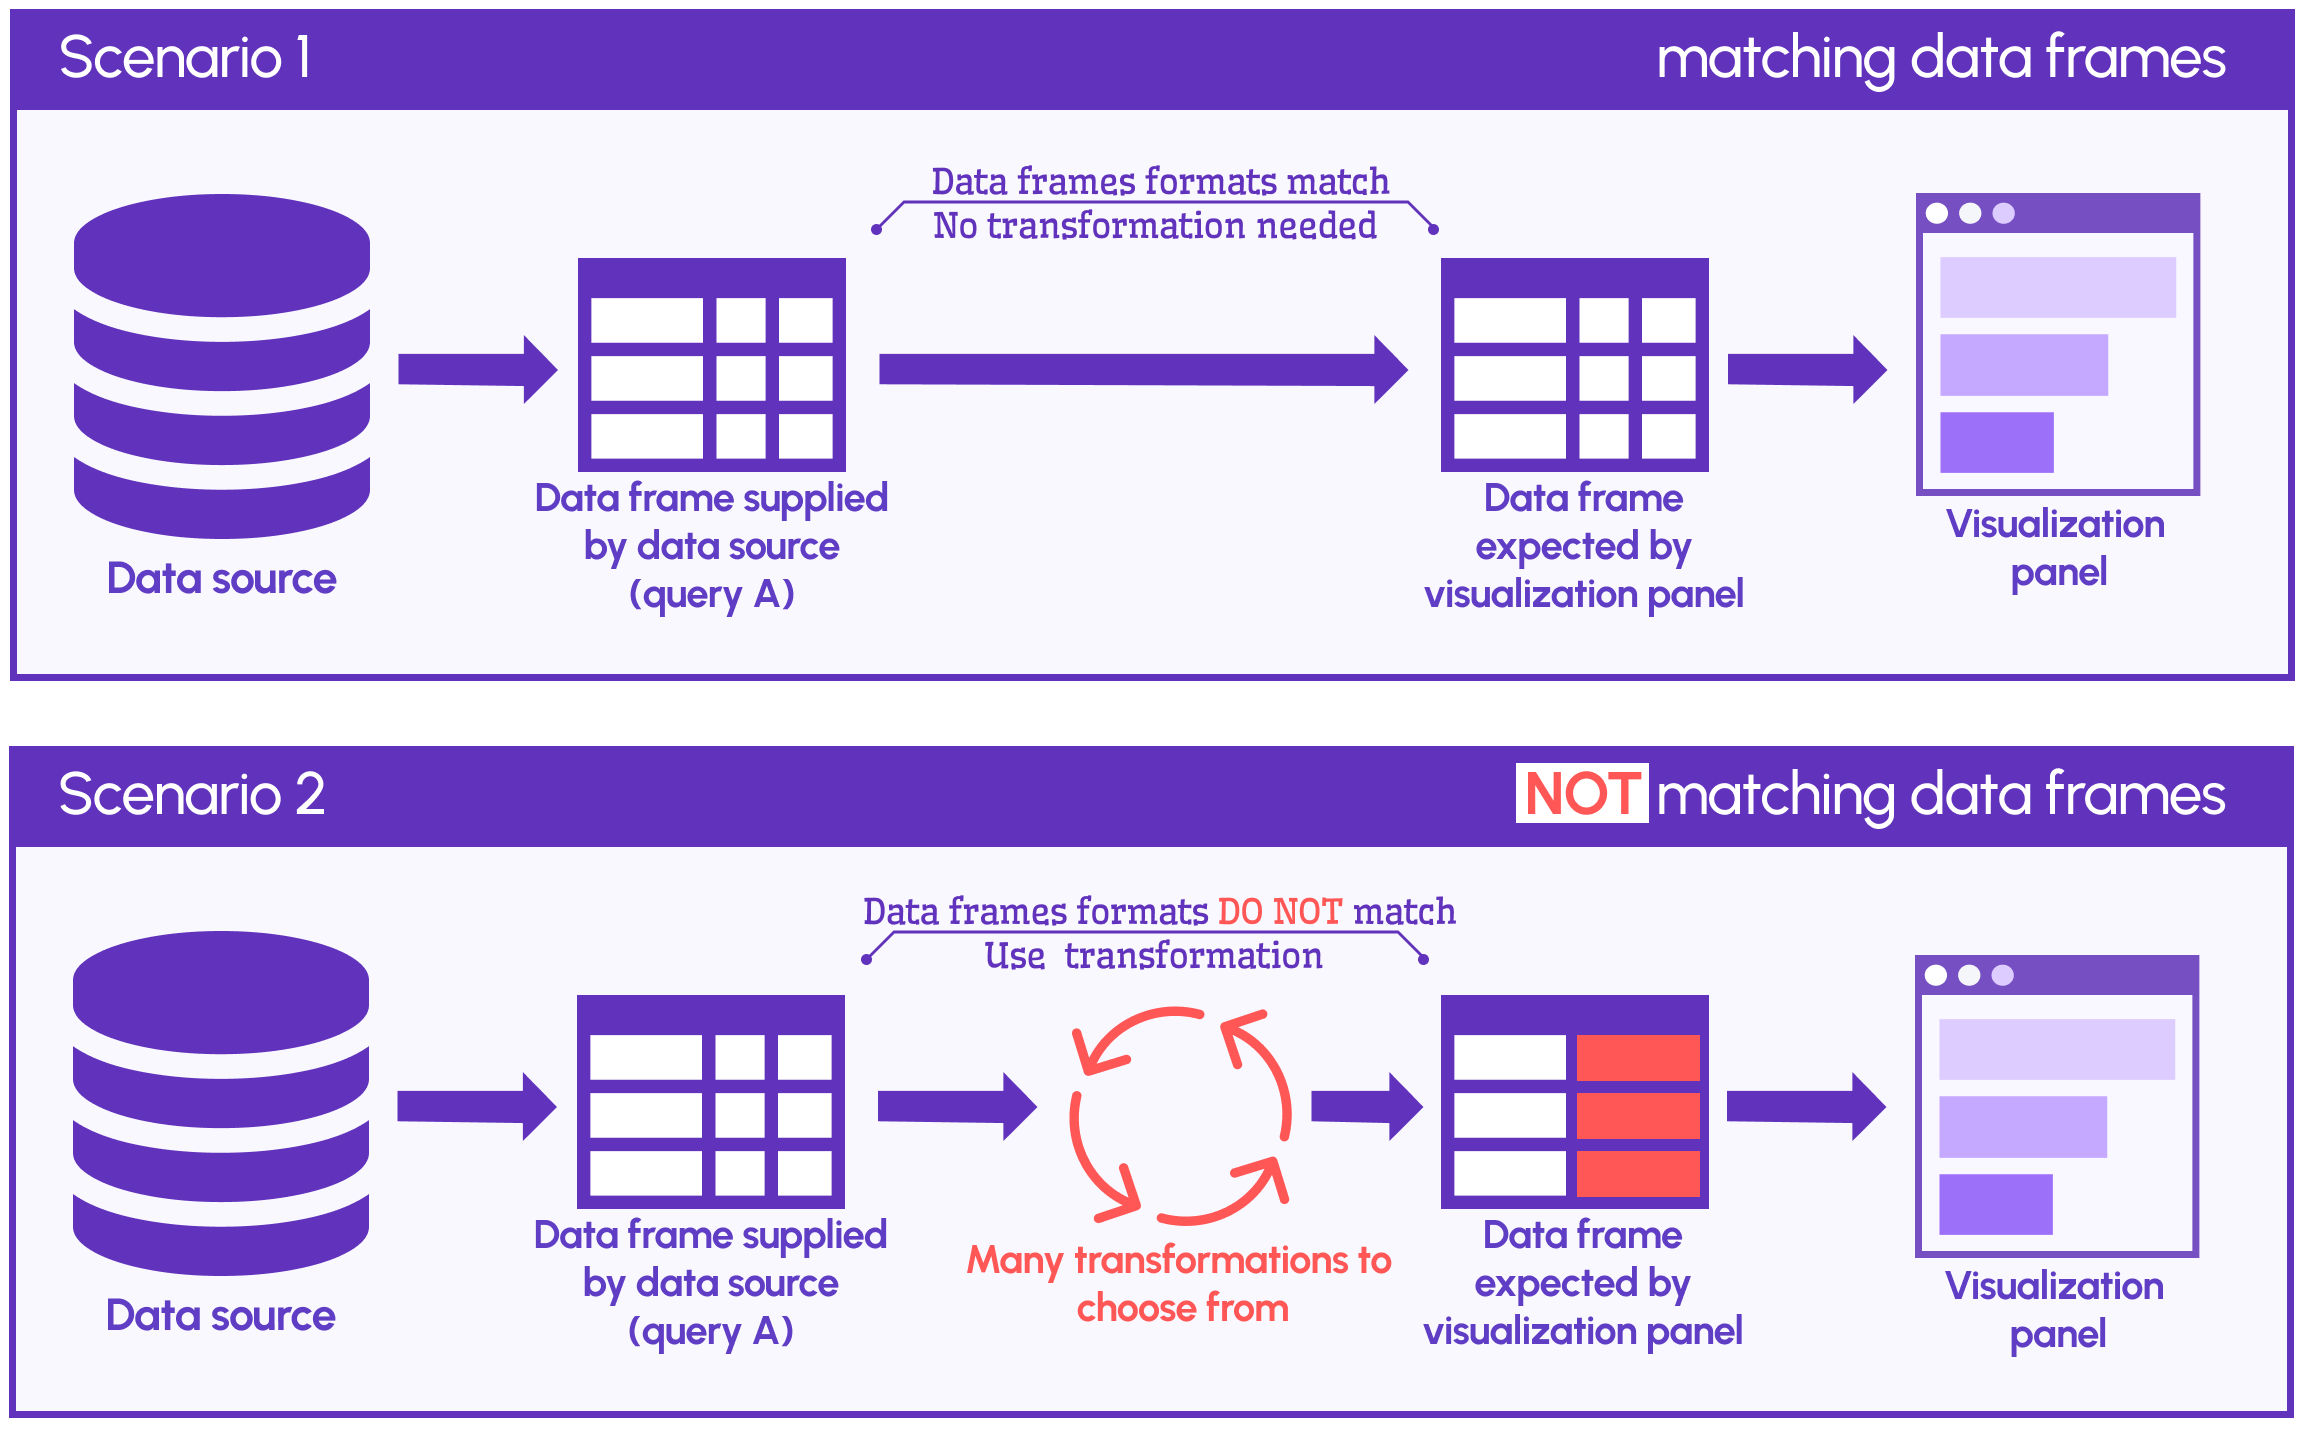 Scenario 1
matching data frames
Data frames formats match
No transformation needed
Data source
Data frame supplied
by data source
(query A)
Data frame
expected by
visualization panel
Visualization
panel
Scenario 2
NOT matching data frames
Data frames formats DO NOT match
Use transformation
Data source
Data frame supplied
by data source
(query A)
Many transformations to
choose from
Data frame
expected by
visualization panel
Visualization
panel